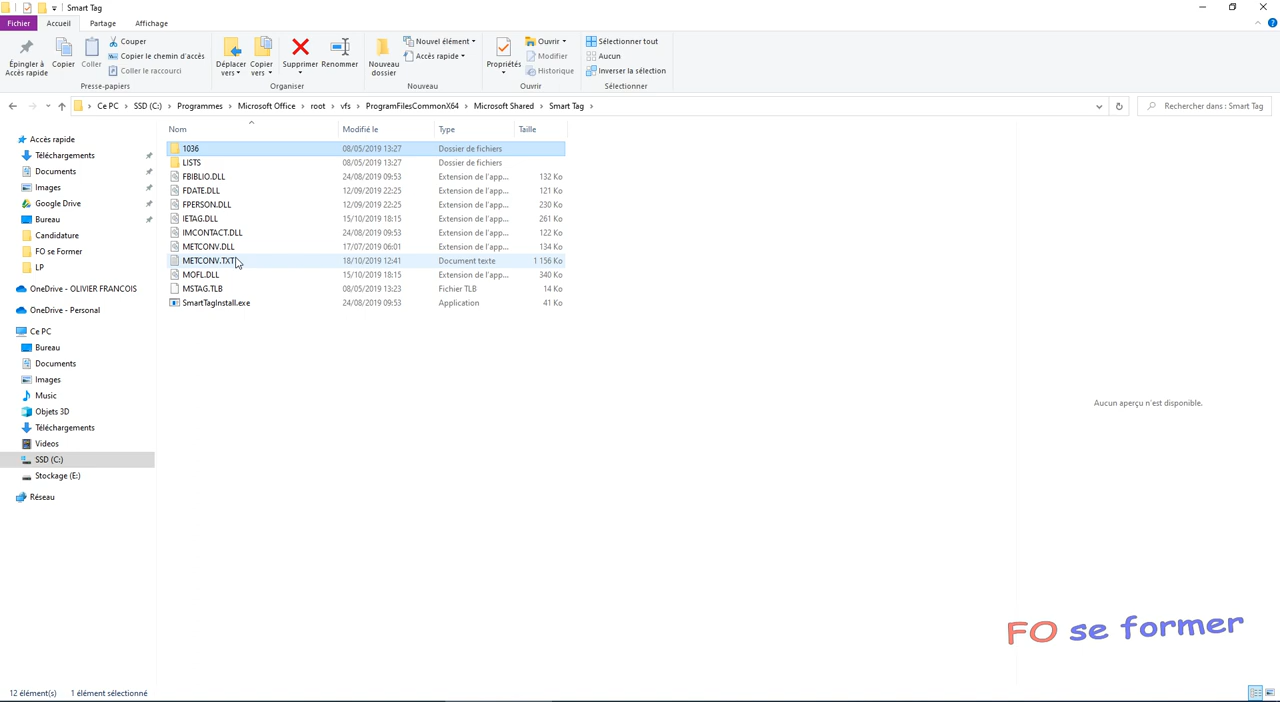 Smart Tag
Fichier Accueil Partage Affichage
Épingler à Accès rapide
Copier
Coller
Couper
Copier le chemin d'accès
Coller le raccourci
Presse-papiers
Déplacer vers
Copier vers
Supprimer
Renommer
Organiser
Nouveau dossier
Nouvel élément
Accès rapide
Nouveau
Propriétés
Ouvrir
Modifier
Historique
Ouvrir
Sélectionner tout
Aucun
Inverser la sélection
Sélectionner
Ce PC > SSD (C:) > Programmes > Microsoft Office > root > vfs > ProgramFilesCommonX64 > Microsoft Shared > Smart Tag >
Rechercher dans : Smart Tag
Accès rapide
Téléchargements
Documents
Images
Google Drive
Bureau
Candidature
FO se Former
LP
OneDrive - OLIVIER FRANCOIS
OneDrive - Personal
Ce PC
Bureau
Documents
Images
Music
Objets 3D
Téléchargements
Videos
SSD (C:)
Stockage (E:)
Réseau
Nom Modifié le Type Taille
1036 08/05/2019 13:27 Dossier de fichiers
LISTS 08/05/2019 13:27 Dossier de fichiers
FBIBLIO.DLL 24/08/2019 09:53 Extension de l'app... 132 Ko
FDATE.DLL 12/09/2019 22:25 Extension de l'app... 121 Ko
FPERSON.DLL 12/09/2019 22:25 Extension de l'app... 230 Ko
IETAG.DLL 15/10/2019 18:15 Extension de l'app... 261 Ko
IMCONTACT.DLL 24/08/2019 09:53 Extension de l'app... 122 Ko
METCONV.DLL 17/07/2019 06:01 Extension de l'app... 134 Ko
METCONV.TXT 18/10/2019 12:41 Document texte 1 156 Ko
MOFL.DLL 15/10/2019 18:15 Extension de l'app... 340 Ko
MSTAG.TLB 08/05/2019 13:23 Fichier TLB 14 Ko
SmartTagInstall.exe 24/08/2019 09:53 Application 41 Ko
Aucun aperçu n'est disponible.
FO se former
12 élément(s) 1 élément sélectionné